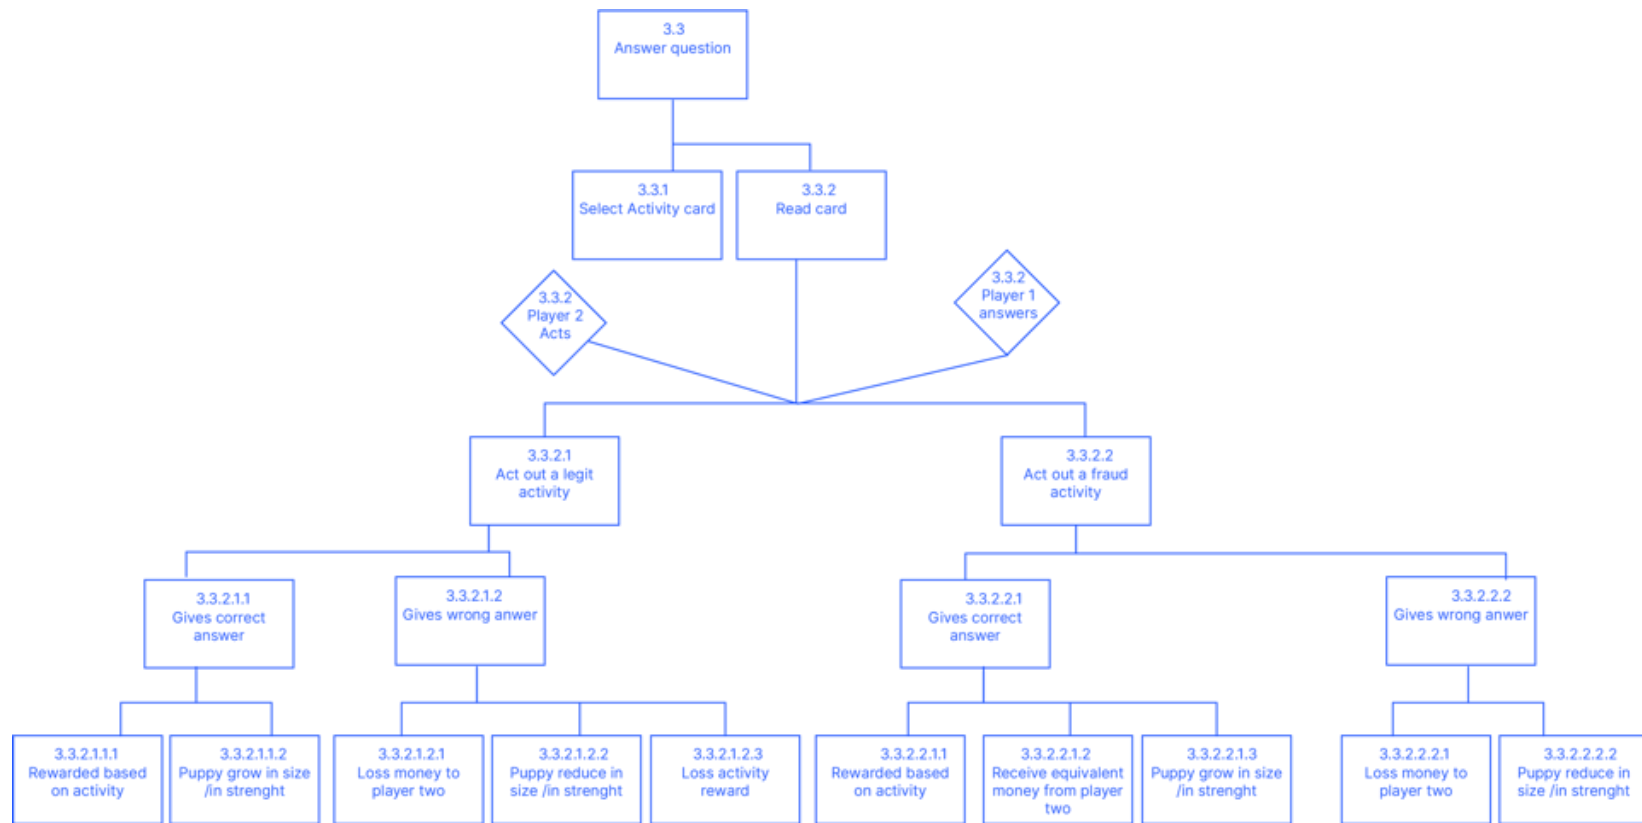 3.3
Answer question
3.3.1
Select Activity card
3.3.2
Read card
3.3.2
Player 2
Acts
3.3.2
Player 1
answers
3.3.2.1
Act out a legit
activity
3.3.2.2
Act out a fraud
activity
3.3.2.1.1
Gives correct
answer
3.3.2.1.2
Gives wrong anwer
3.3.2.2.1
Gives correct
answer
3.3.2.2.2
Gives wrong anwer
3.3.2.1.1.1
Rewarded based
on activity
3.3.2.1.1.2
Puppy grow in size
/in strenght
3.3.2.1.2.1
Loss money to
player two
3.3.2.1.2.2
Puppy reduce in
size /in strenght
3.3.2.1.2.3
Loss activity
reward
3.3.2.2.1.1
Rewarded based
on activity
3.3.2.2.1.2
Receive equivalent
money from player
two
3.3.2.2.1.3
Puppy grow in size
/in strenght
3.3.2.2.2.1
Loss money to
player two
3.3.2.2.2.2
Puppy reduce in
size /in strenght